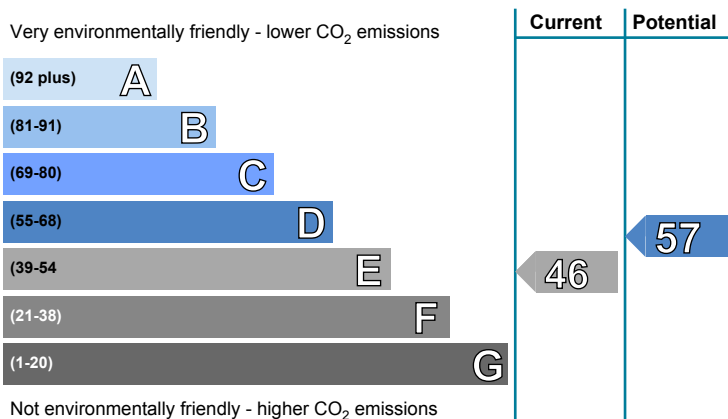 Very environmentally friendly - lower CO2 emissions
Current
Potential
(92 plus) A
(81-91) B
(69-80) C
(55-68) D
57
(39-54 E
46
(21-38) F
(1-20) G
Not environmentally friendly - higher CO2 emissions